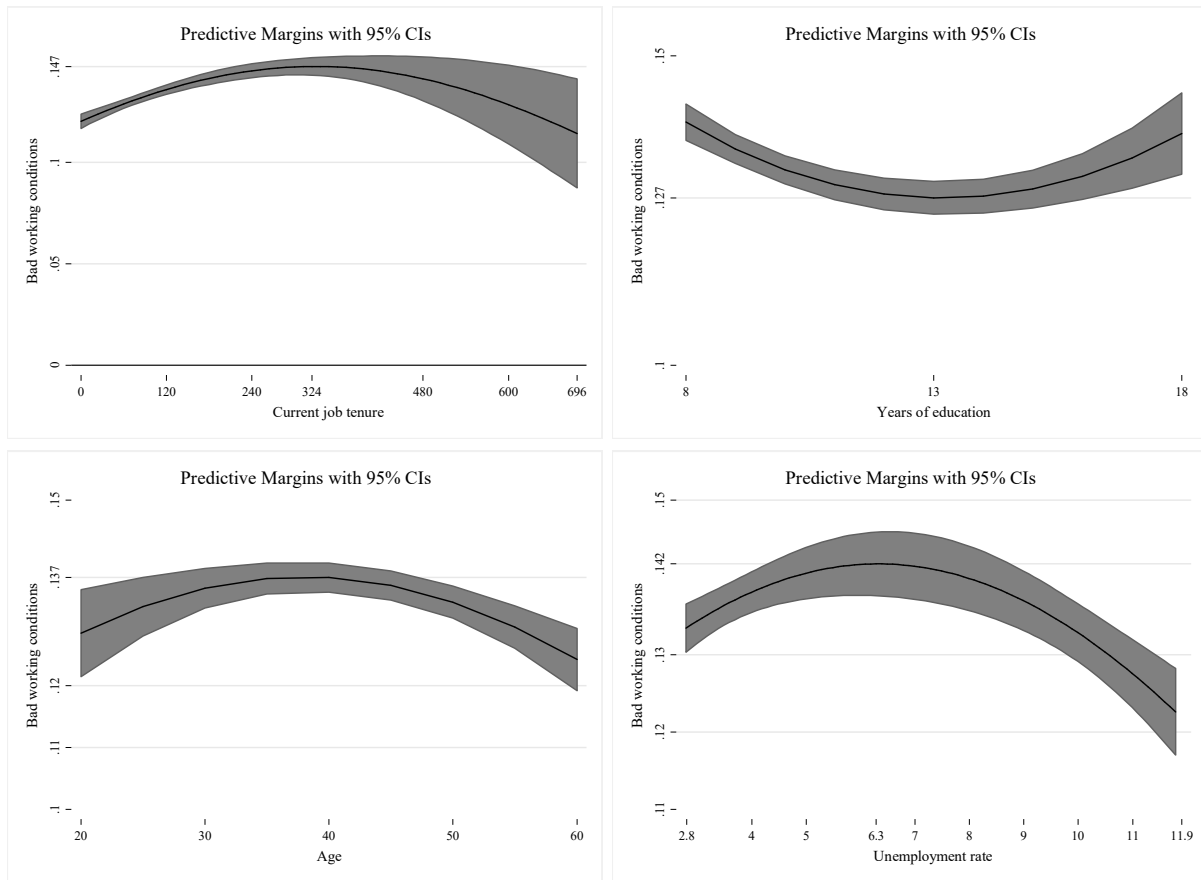 Predictive Margins with 95% CIs
Bad working conditions
.147
.1
.05
0
0 120 240 324 480 600 696
Current job tenure
Predictive Margins with 95% CIs
Bad working conditions
.15
.127
.1
8 13 18
Years of education
Predictive Margins with 95% CIs
Bad working conditions
.15
.137
.12
.11
.1
20 30 40 50 60
Age
Predictive Margins with 95% CIs
Bad working conditions
.15
.142
.13
.12
.11
2.8 4 5 6.3 7 8 9 10 11 11.9
Unemployment rate